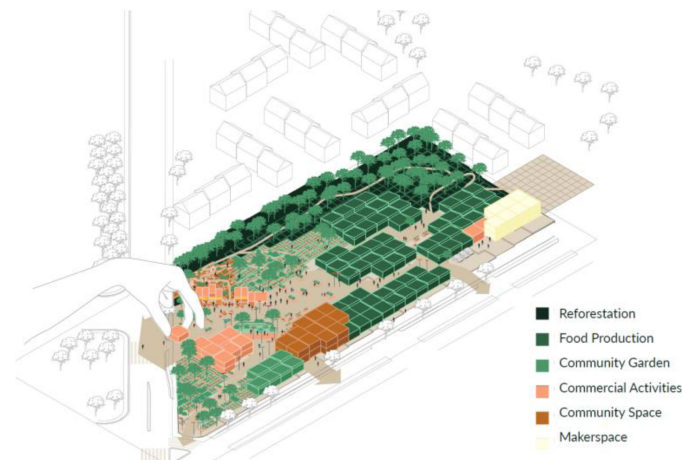 Reforestation
Food Production
Community Garden
Commercial Activities
Community Space
Makerspace